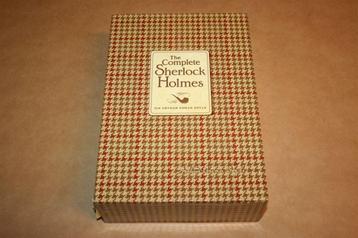 The
Complete
Sherlock
Holmes
SIR ARTHUR CONAN DOYLE